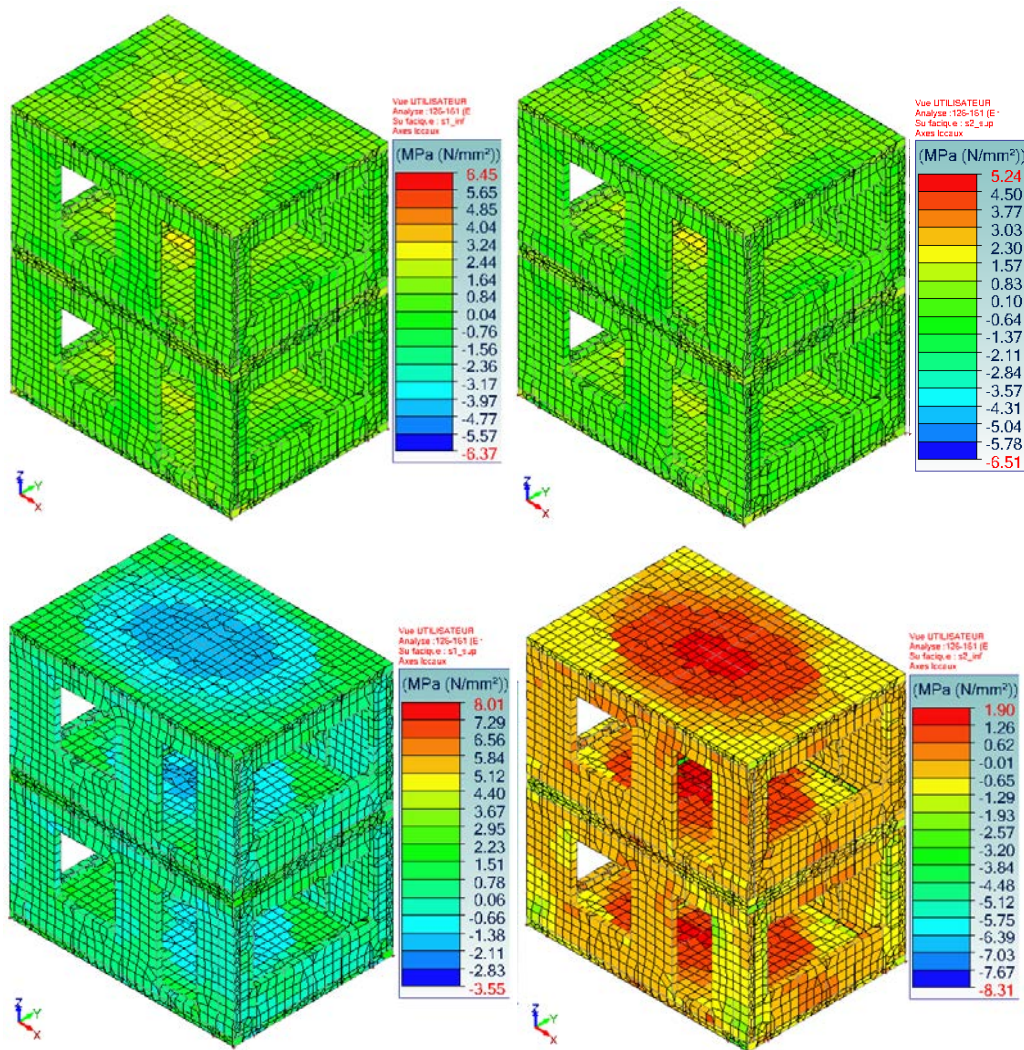 Vue UTILISATEUR
Analyse :126-161 (E
Su facique : s1_inf
Axes locaux
(MPa (N/mm²))
6.45
5.65
4.85
4.04
3.24
2.44
1.64
0.84
0.04
-0.76
-1.56
-2.36
-3.17
-3.97
-4.77
-5.57
-6.37
Z
Y
X
Vue UTILISATEUR
Analyse :126-161 (E
Su facique : s2_sup
Axes locaux
(MPa (N/mm²))
5.24
4.50
3.77
3.03
2.30
1.57
0.83
0.10
-0.64
-1.37
-2.11
-2.84
-3.57
-4.31
-5.04
-5.78
-6.51
Z
Y
X
Vue UTILISATEUR
Analyse :126-161 (E
Su facique : s1_sup
Axes locaux
(MPa (N/mm²))
8.01
7.29
6.56
5.84
5.12
4.40
3.67
2.95
2.23
1.51
0.78
0.06
-0.66
-1.38
-2.11
-2.83
-3.55
Z
Y
X
Vue UTILISATEUR
Analyse :126-161 (E
Su facique : s2_inf
Axes locaux
(MPa (N/mm²))
1.90
1.26
0.62
-0.01
-0.65
-1.29
-1.93
-2.57
-3.20
-3.84
-4.48
-5.12
-5.75
-6.39
-7.03
-7.67
-8.31
Z
Y
X